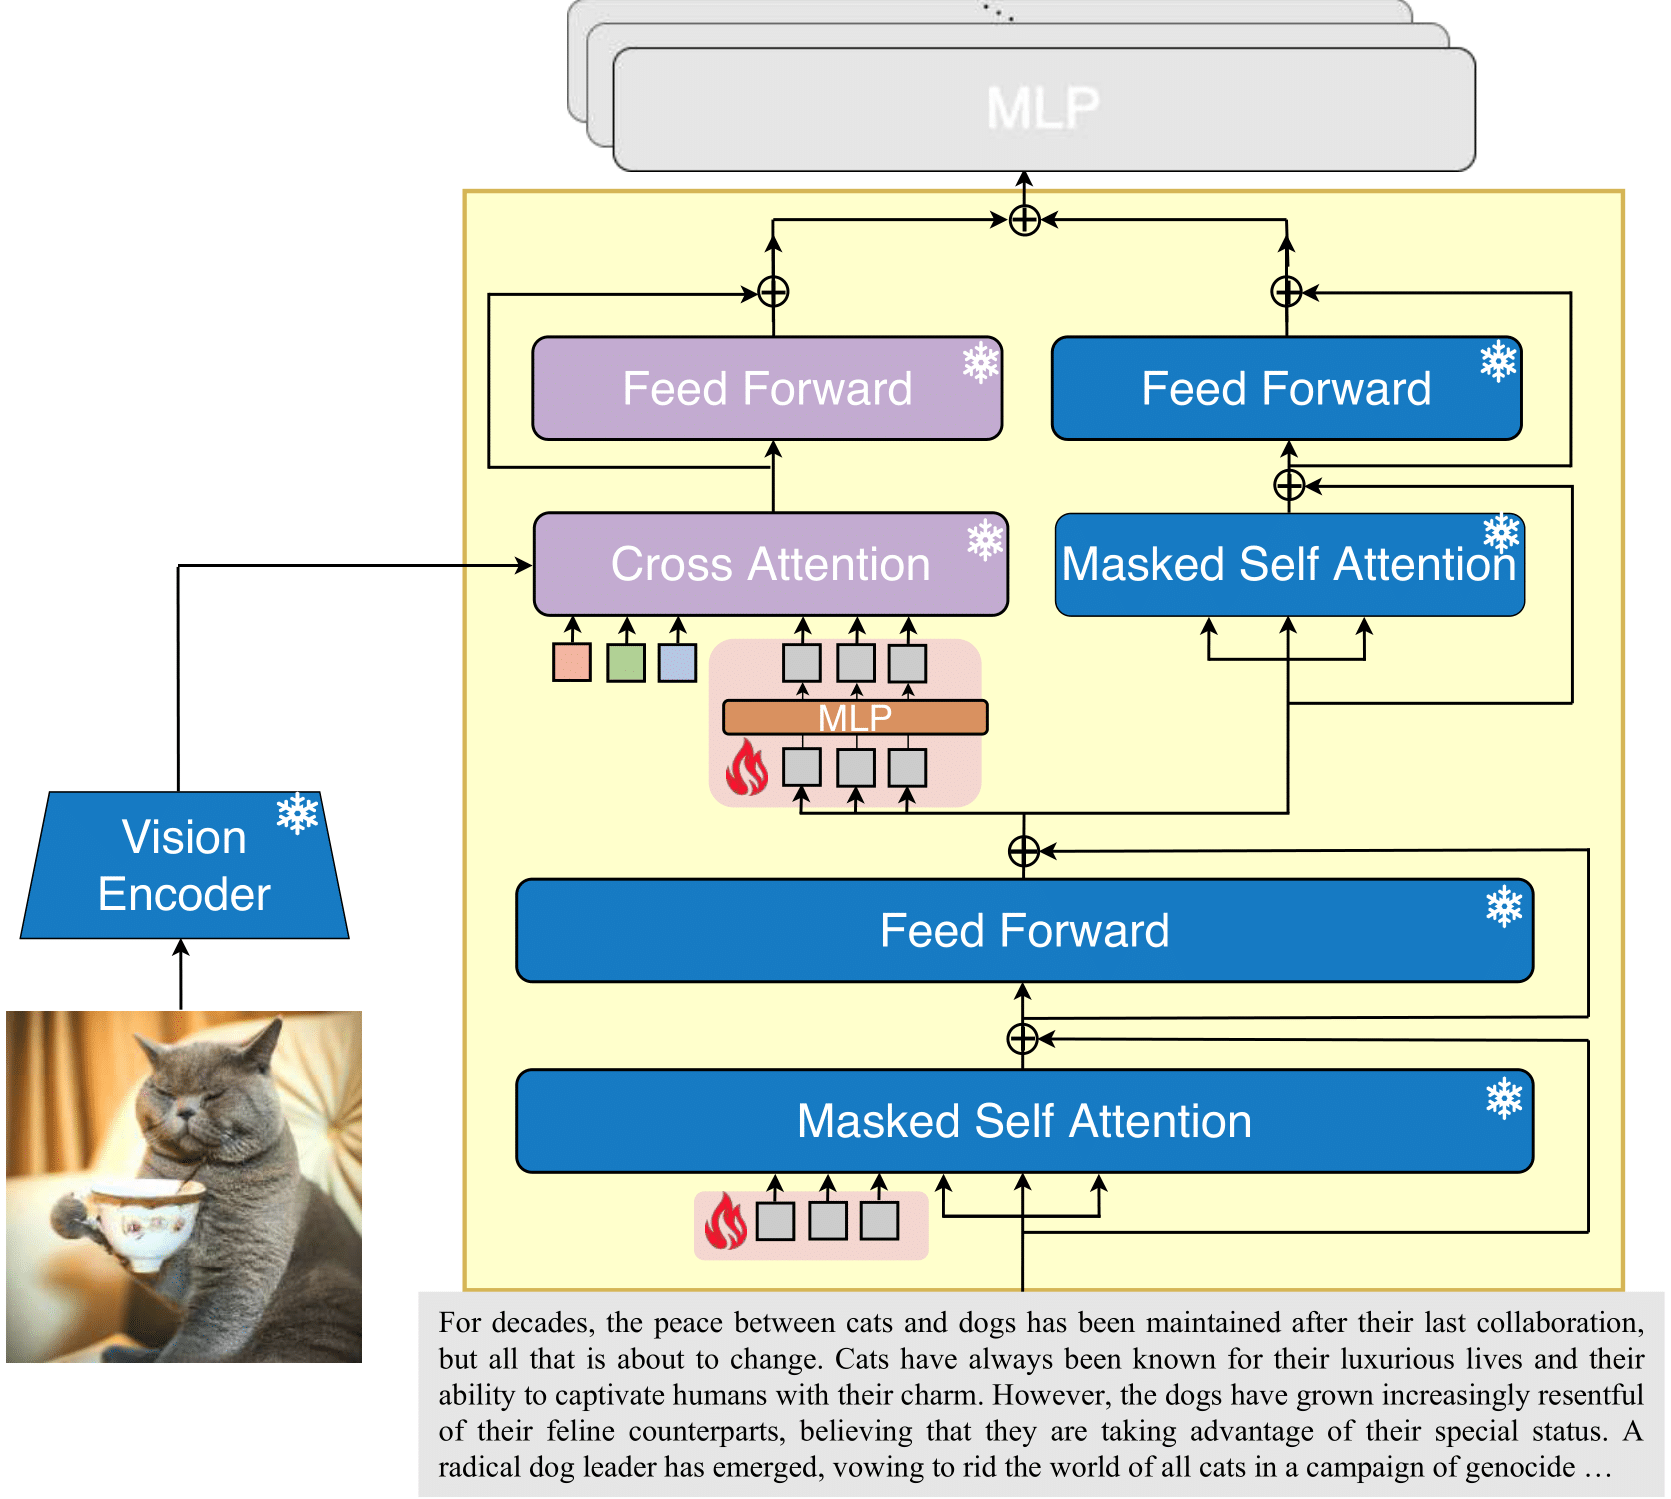 MLP
Feed Forward
Feed Forward
Cross Attention
Masked Self Attention
MLP
Vision
Encoder
Feed Forward
Masked Self Attention
For decades, the peace between cats and dogs has been maintained after their last collaboration,
but all that is about to change. Cats have always been known for their luxurious lives and their
ability to captivate humans with their charm. However, the dogs have grown increasingly resentful
of their feline counterparts, believing that they are taking advantage of their special status. A
radical dog leader has emerged, vowing to rid the world of all cats in a campaign of genocide …